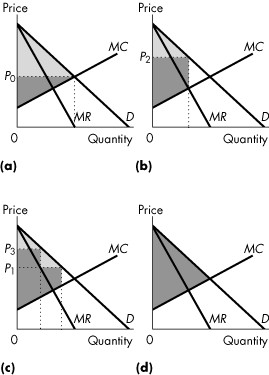 Price Price
MC MC
P0 P2
MR D MR D
0 Quantity 0 Quantity
(a) (b)
Price Price
MC MC
P3
P1
MR D MR D
0 Quantity 0 Quantity
(c) (d)